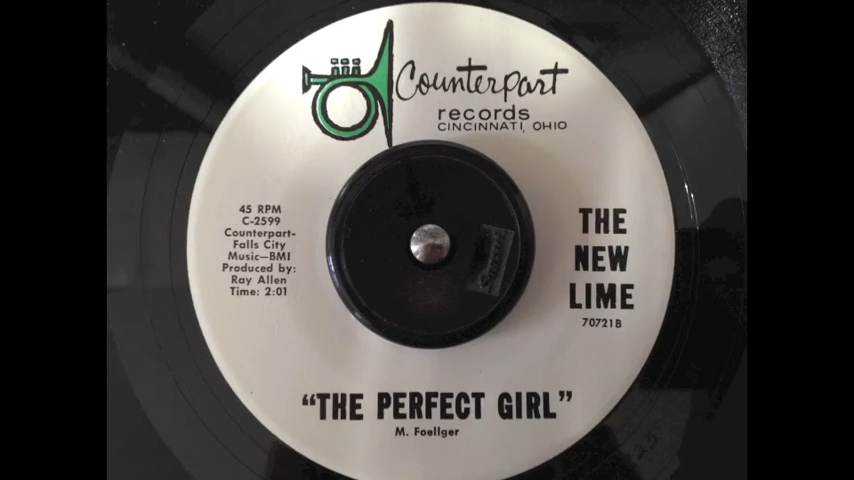 Counterpart
records
CINCINNATI, OHIO
45 RPM
C-2599
Counterpart-
Falls City
Music—BMI
Produced by:
Ray Allen
Time: 2:01
THE
NEW
LIME
70721B
“THE PERFECT GIRL”
M. Foellger